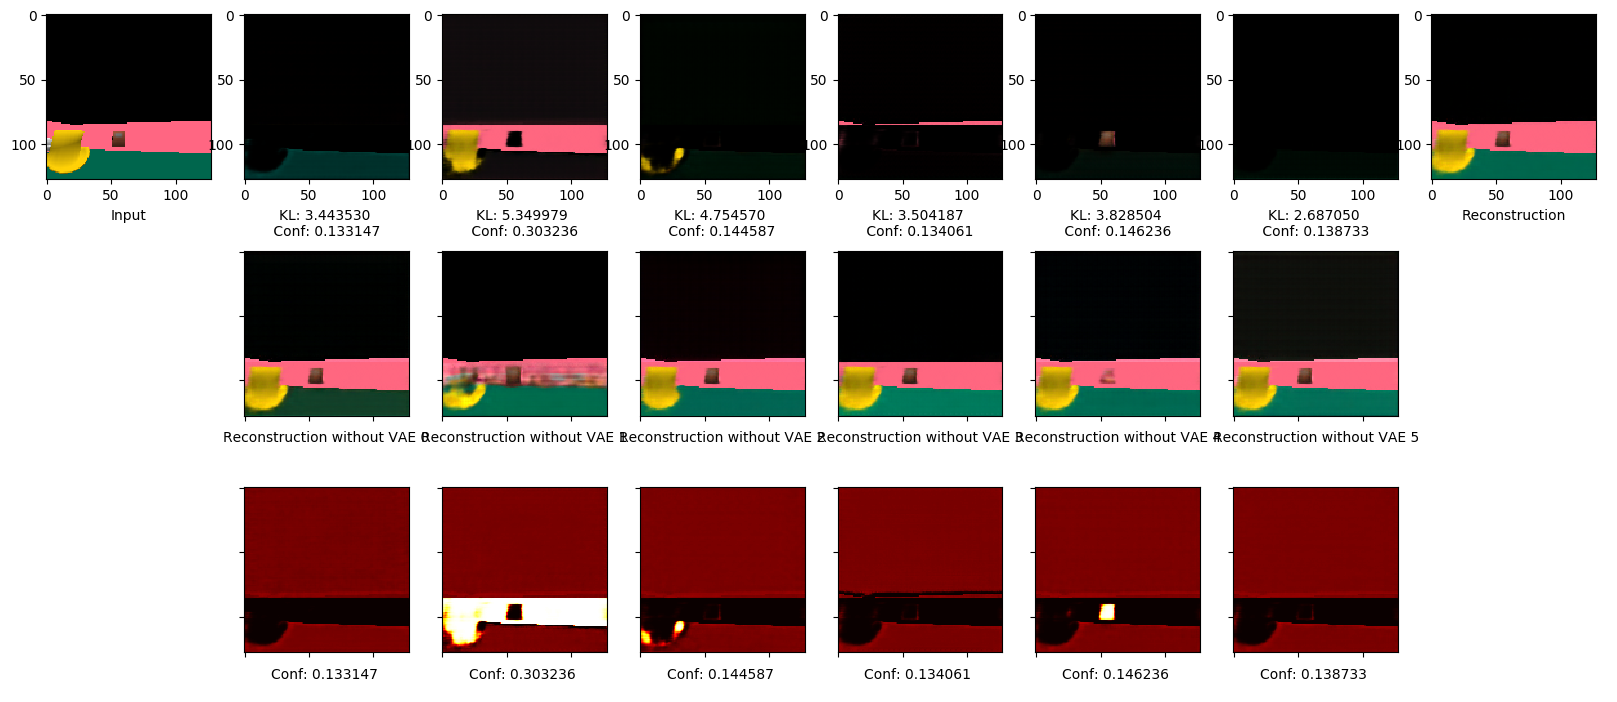 0
0
0
0
0
0
0
0
50
50
50
50
50
50
50
50
100
100
100
100
100
100
100
100
0 50 100
0 50 100
0 50 100
0 50 100
0 50 100
0 50 100
0 50 100
0 50 100
Input
KL: 3.443530
Conf: 0.133147
KL: 5.349979
Conf: 0.303236
KL: 4.754570
Conf: 0.144587
KL: 3.504187
Conf: 0.134061
KL: 3.828504
Conf: 0.146236
KL: 2.687050
Conf: 0.138733
Reconstruction
Reconstruction without VAE 0
Reconstruction without VAE 1
Reconstruction without VAE 2
Reconstruction without VAE 3
Reconstruction without VAE 4
Reconstruction without VAE 5
Conf: 0.133147
Conf: 0.303236
Conf: 0.144587
Conf: 0.134061
Conf: 0.146236
Conf: 0.138733